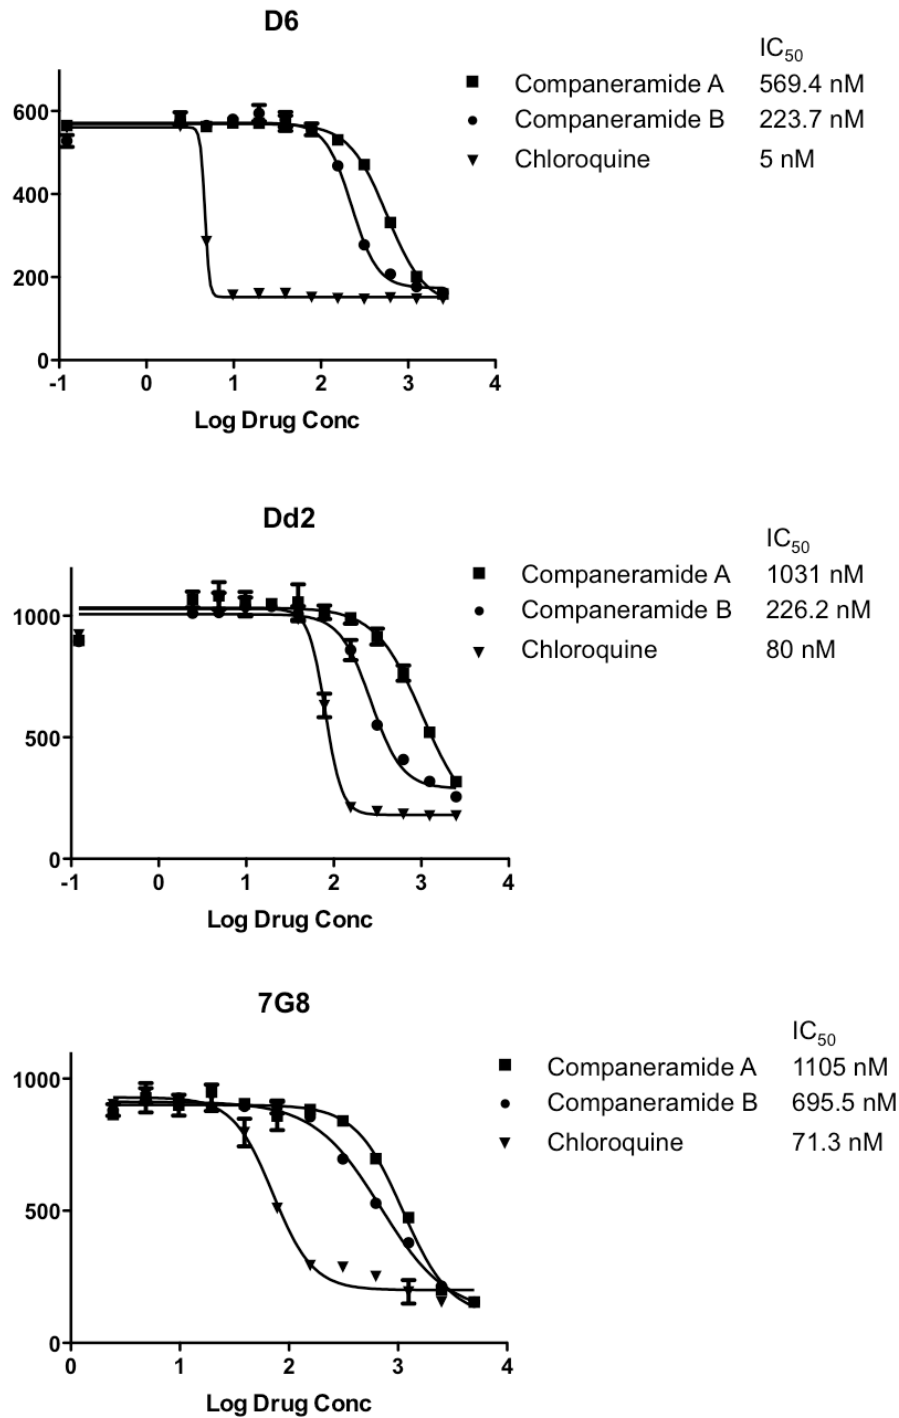 D6
IC50
Companeramide A 569.4 nM
Companeramide B 223.7 nM
Chloroquine 5 nM
600
400
200
0
-1 0 1 2 3 4
Log Drug Conc
Dd2
IC50
Companeramide A 1031 nM
Companeramide B 226.2 nM
Chloroquine 80 nM
1000
500
0
-1 0 1 2 3 4
Log Drug Conc
7G8
IC50
Companeramide A 1105 nM
Companeramide B 695.5 nM
Chloroquine 71.3 nM
1000
500
0
0 1 2 3 4
Log Drug Conc